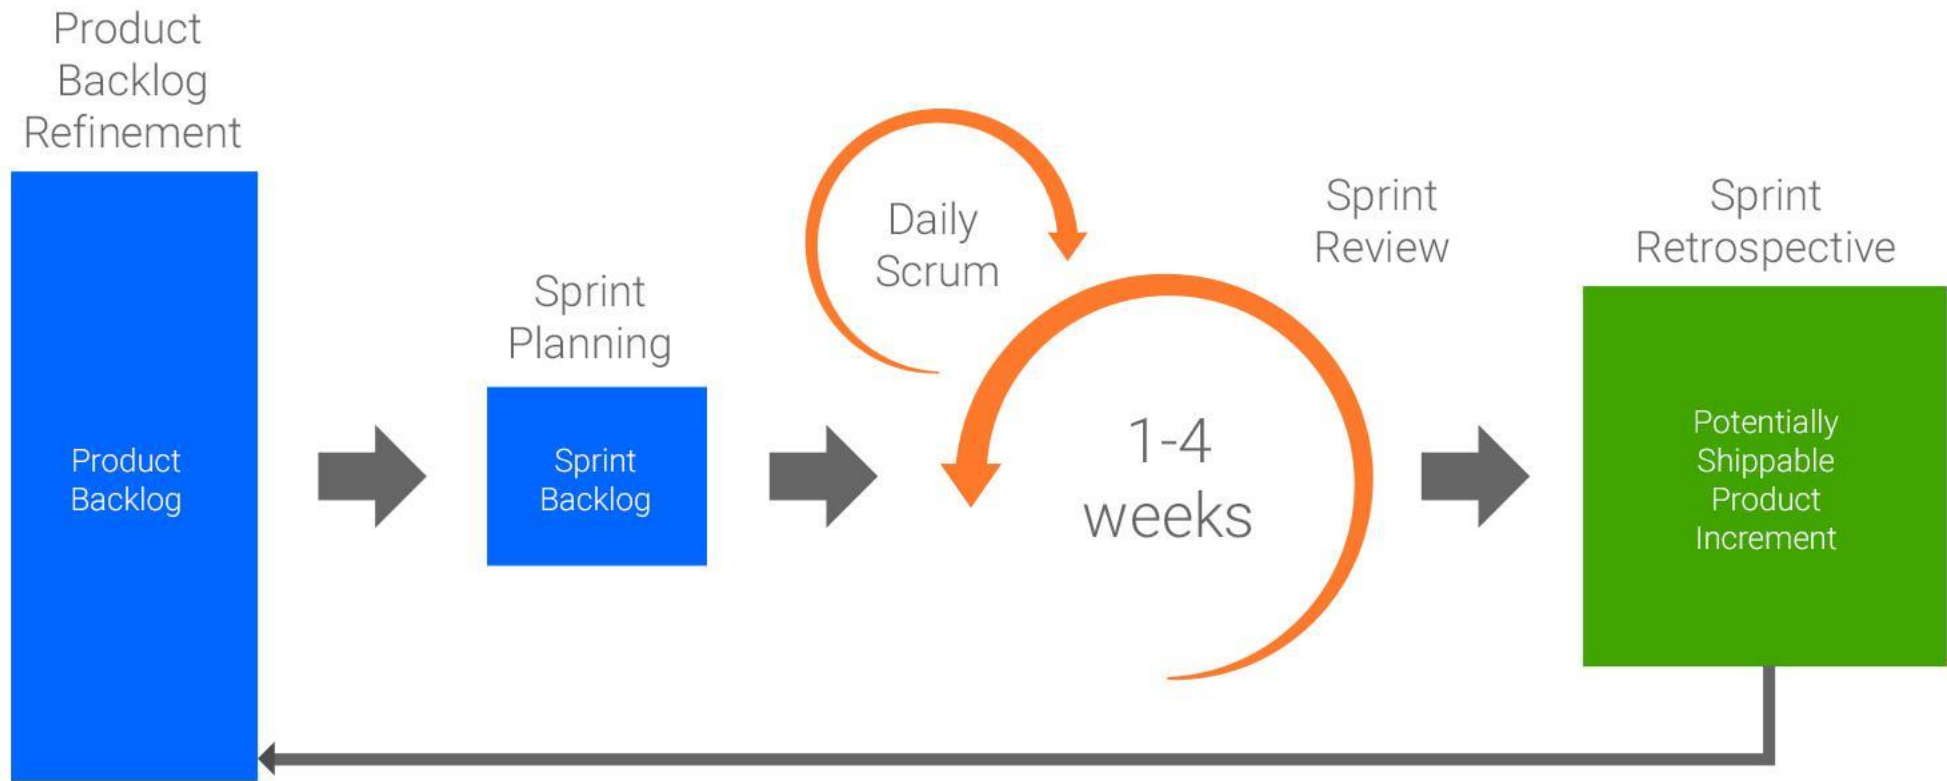 Product
Backlog
Refinement
Product
Backlog
Sprint
Planning
Sprint
Backlog
Daily
Scrum
1-4
weeks
Sprint
Review
Sprint
Retrospective
Potentially
Shippable
Product
Increment